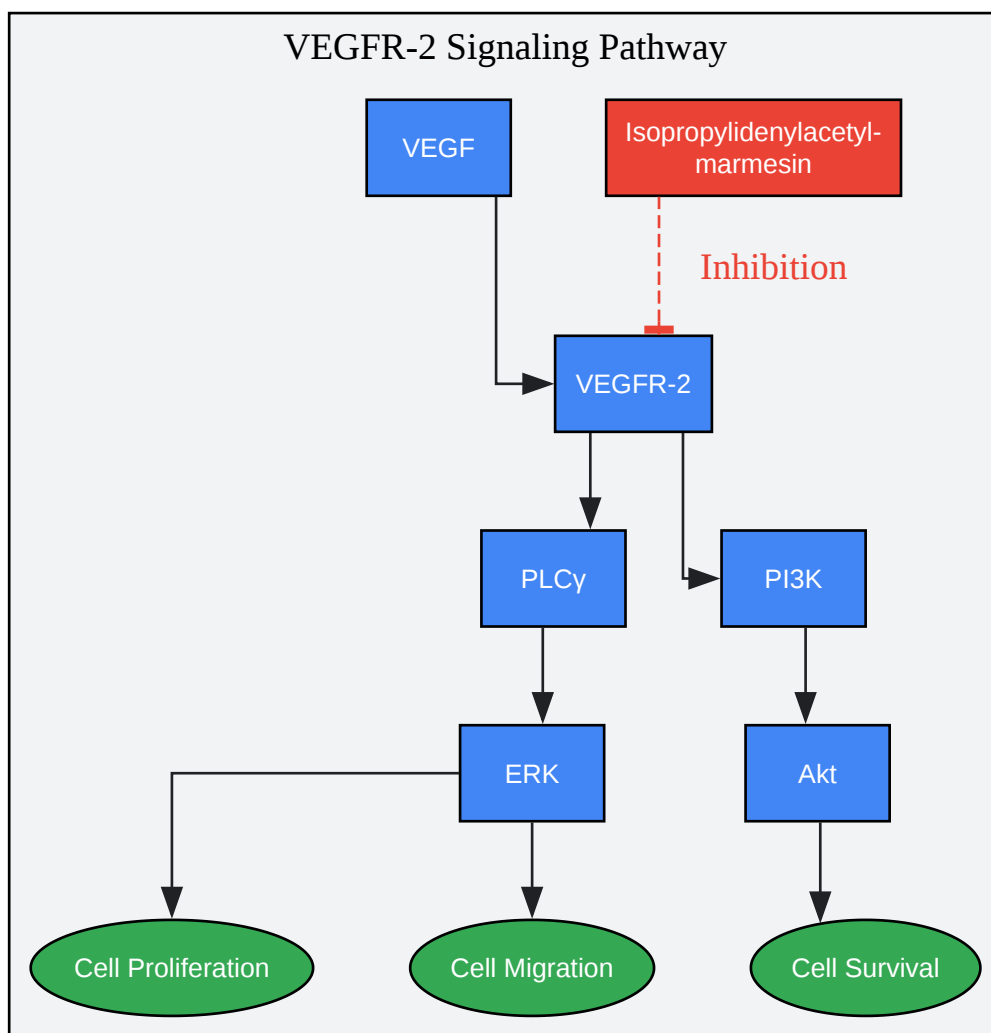 VEGFR-2 Signaling Pathway
VEGF
Isopropylidenylacetyl-
marmesin
Inhibition
VEGFR-2
PLCγ
PI3K
ERK
Akt
Cell Proliferation
Cell Migration
Cell Survival